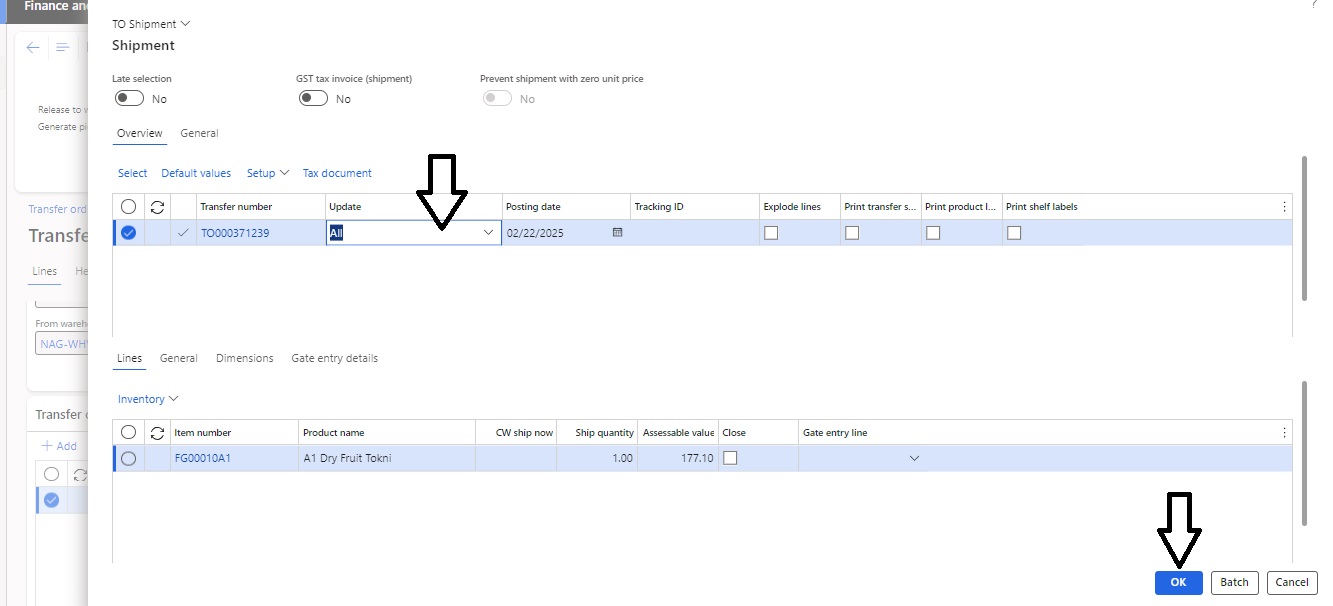 Finance and
TO Shipment
Shipment
Late selection
GST tax invoice (shipment)
Prevent shipment with zero unit price
No
No
No
Release to w
Generate pi
Overview General
Select Default values Setup Tax document
Transfer number Update Posting date Tracking ID Explode lines Print transfer s... Print product l... Print shelf labels
TO000371239 All 02/22/2025
Transfer ord
Transfe
Lines He
From wareh
NAG-WH
Lines General Dimensions Gate entry details
Inventory
Transfer o
+ Add
Item number Product name CW ship now Ship quantity Assessable value Close Gate entry line
FG00010A1 A1 Dry Fruit Tokni 1.00 177.10
OK Batch Cancel